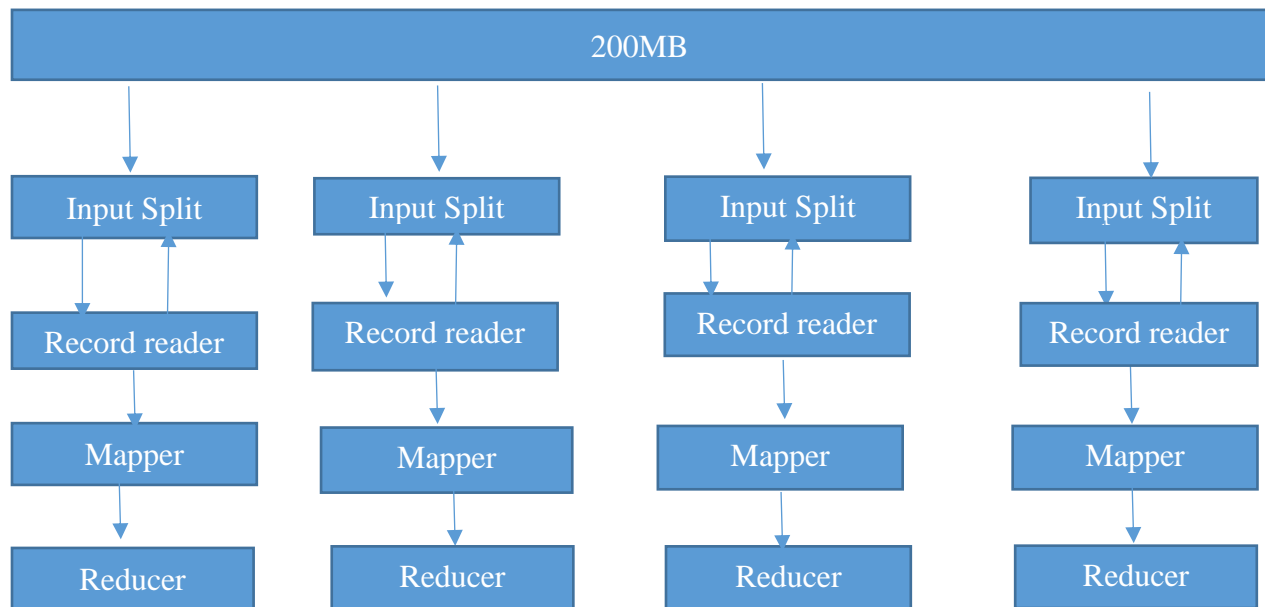 200MB
Input Split
Input Split
Input Split
Input Split
Record reader
Record reader
Record reader
Record reader
Mapper
Mapper
Mapper
Mapper
Reducer
Reducer
Reducer
Reducer